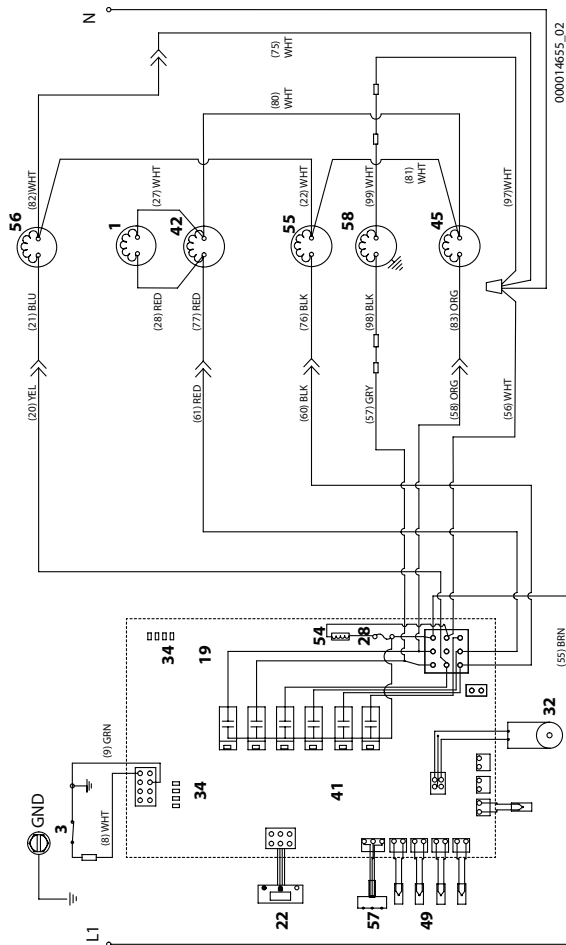 N
(75) WHT
(80) WHT
000014655_02
56
(82)WHT
1
(27) WHT
42
55
(22) WHT
58
(99) WHT
(81) WHT
45
(97)WHT
(21) BLU
(28) RED
(77) RED
(76) BLK
(98) BLK
(83) ORG
(20) YEL
(61) RED
(60) BLK
(57) GRY
(58) ORG
(56) WHT
34
19
54
28
(55) BRN
(9) GRN
34
41
32
GND
3
(8) WHT
22
57
49
L1